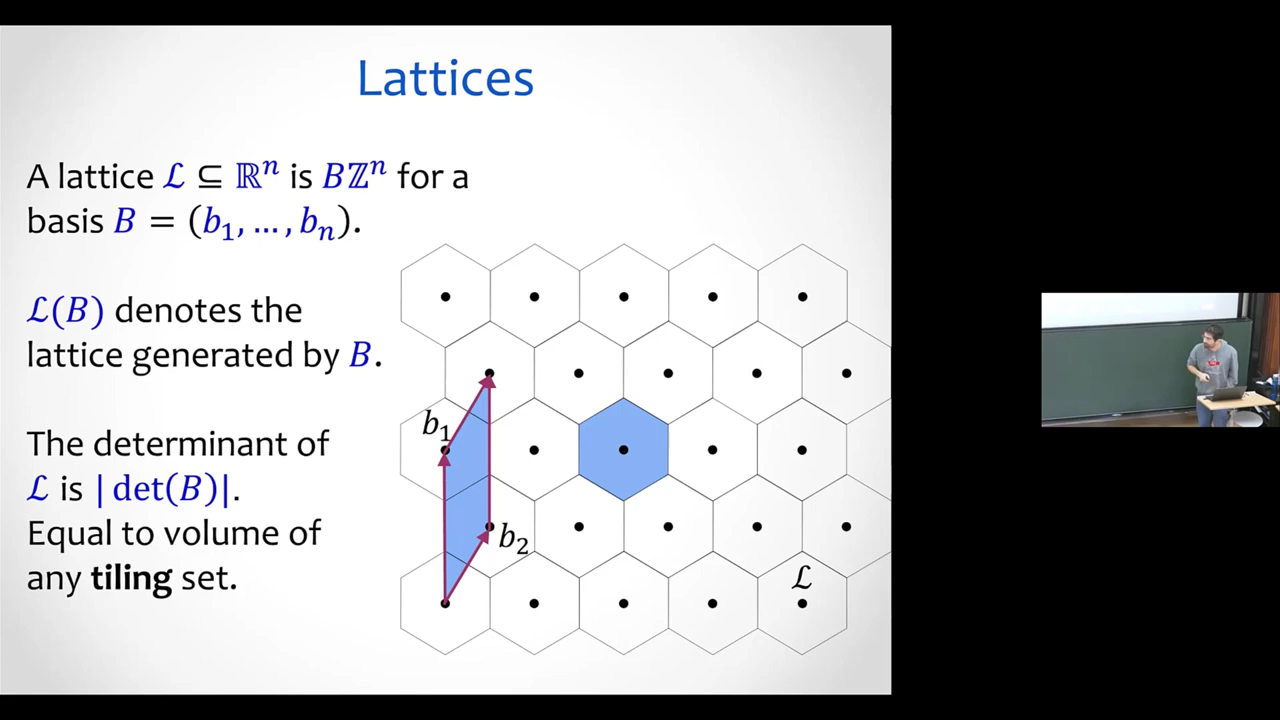 Lattices
A lattice ℒ ⊆ ℝⁿ is Bℤⁿ for a
basis B = (b₁, …, bₙ).
ℒ(B) denotes the
lattice generated by B.
The determinant of
ℒ is |det(B)|.
Equal to volume of
any tiling set.
b₁
b₂
ℒ